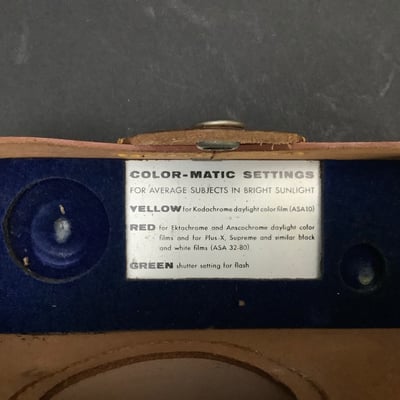 COLOR-MATIC SETTINGS
FOR AVERAGE SUBJECTS IN BRIGHT SUNLIGHT
YELLOW for Kodachrome daylight color film (ASA 10)
RED for Ektachrome and Anscochrome daylight color
films and for Plus-X, Supreme and similar black
and white films (ASA 32-80)
GREEN shutter setting for flash